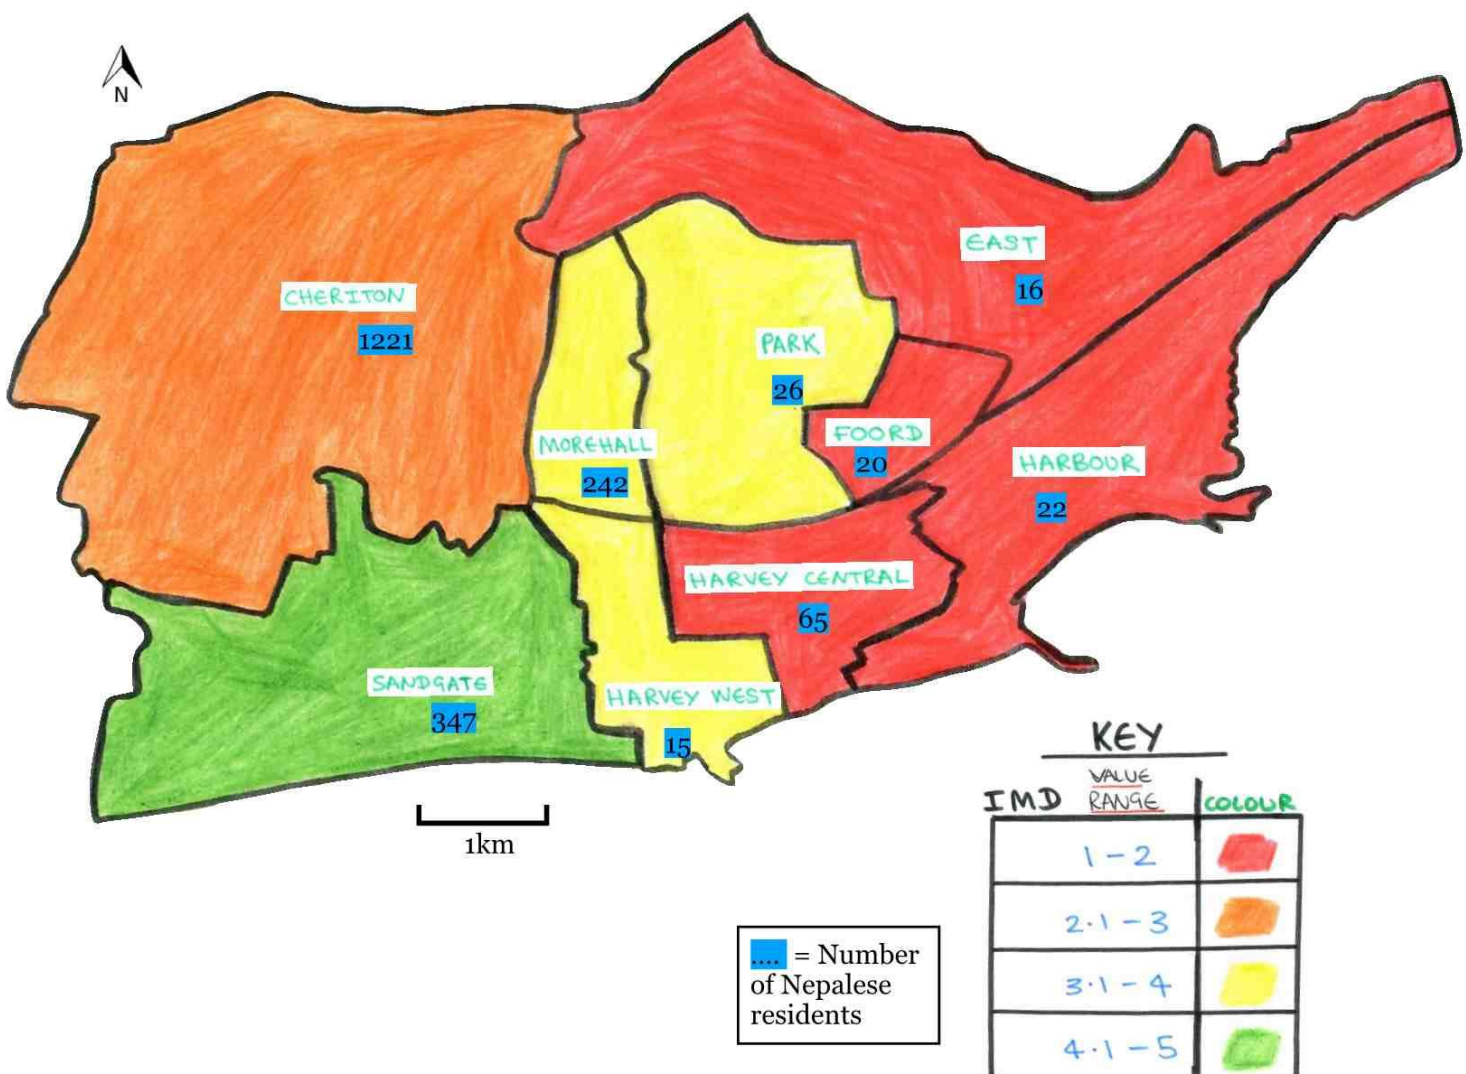 N
EAST
16
CHERITON
1221
PARK
26
MOREHALL
242
FOORD
20
HARBOUR
22
HARVEY CENTRAL
65
SANDGATE
347
HARVEY WEST
15
1km
KEY
IMD VALUE RANGE COLOUR
1-2
2.1-3
3.1-4
4.1-5
.... = Number
of Nepalese
residents